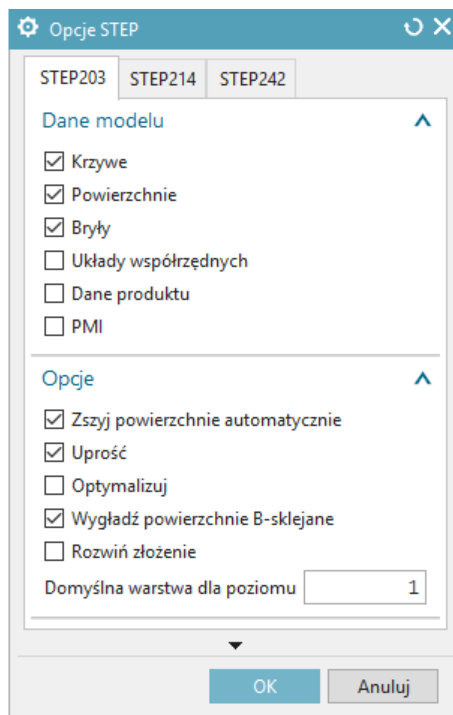 Opcje STEP
STEP203 STEP214 STEP242
Dane modelu
Krzywe
Powierzchnie
Bryły
Układy współrzędnych
Dane produktu
PMI
Opcje
Zszyj powierzchnie automatycznie
Uprość
Optymalizuj
Wygładź powierzchnie B-sklejane
Rozwiń złożenie
Domyślna warstwa dla poziomu 1
OK Anuluj